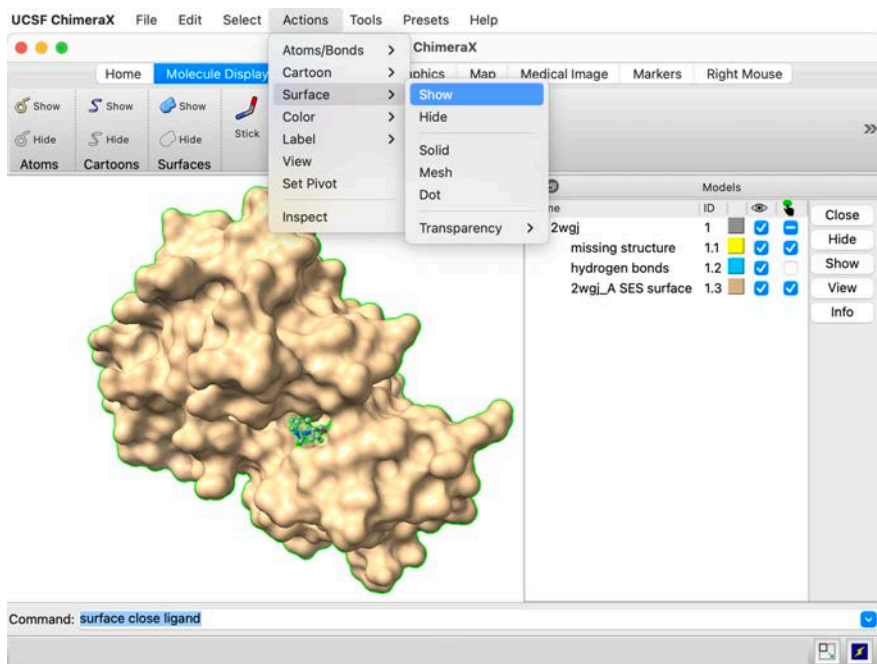 UCSF ChimeraX File Edit Select Actions Tools Presets Help
ChimeraX
Home Molecule Display Map Medical Image Markers Right Mouse
Show Show Show
Hide Hide Hide Stick
Atoms Cartoons Surfaces
Atoms/Bonds
Cartoon
Surface
Color
Label
View
Set Pivot
Inspect
Show
Hide
Solid
Mesh
Dot
Transparency
Models
ID
2wgj 1
missing structure 1.1
hydrogen bonds 1.2
2wgj_A SES surface 1.3
Close
Hide
Show
View
Info
Command: surface close ligand